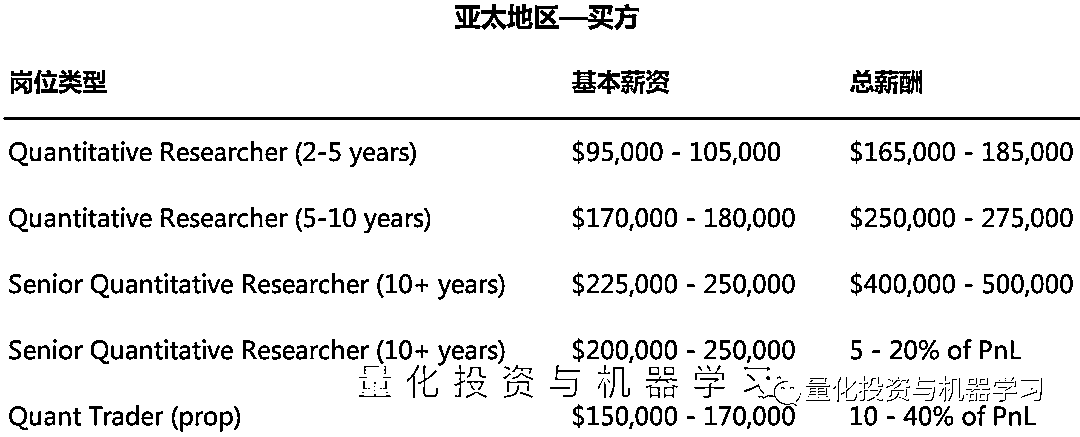 亚太地区—买方
岗位类型 基本薪资 总薪酬
Quantitative Researcher (2-5 years) $95,000 - 105,000 $165,000 - 185,000
Quantitative Researcher (5-10 years) $170,000 - 180,000 $250,000 - 275,000
Senior Quantitative Researcher (10+ years) $225,000 - 250,000 $400,000 - 500,000
Senior Quantitative Researcher (10+ years) $200,000 - 250,000 5 - 20% of PnL
量化投资与机器学习 量化投资与机器学习
Quant Trader (prop) $150,000 - 170,000 10 - 40% of PnL